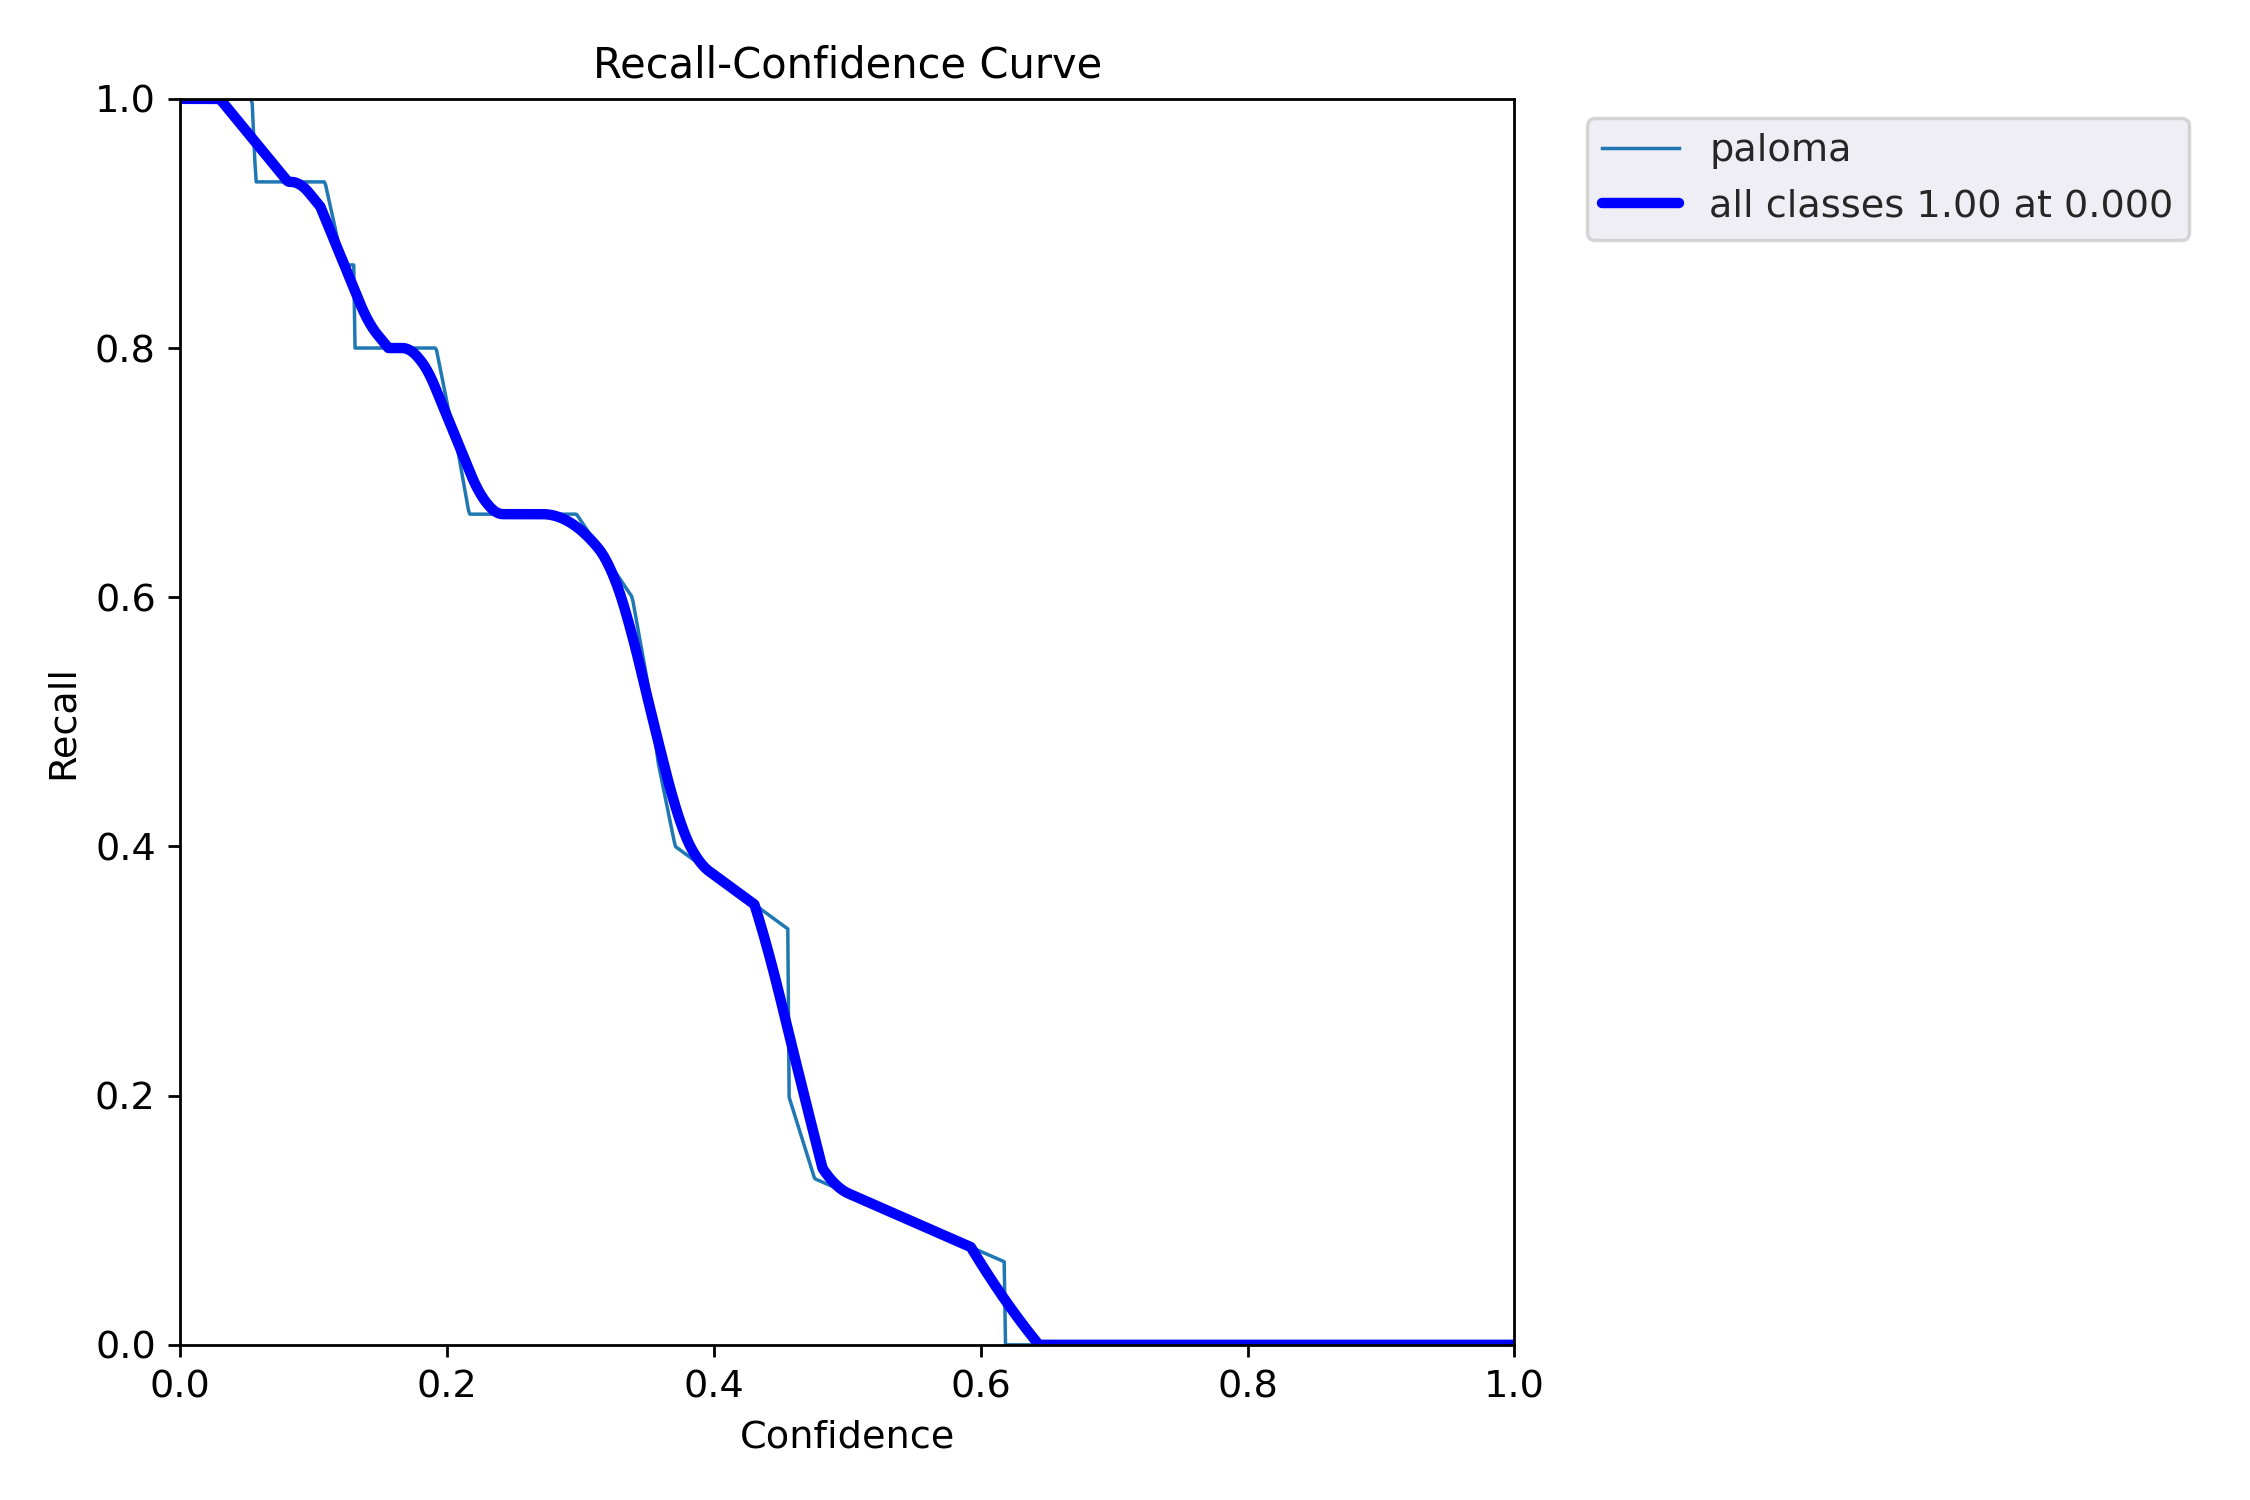 Recall-Confidence Curve
1.0
0.8
0.6
0.4
0.2
0.0
Recall
0.0 0.2 0.4 0.6 0.8 1.0
Confidence
paloma
all classes 1.00 at 0.000